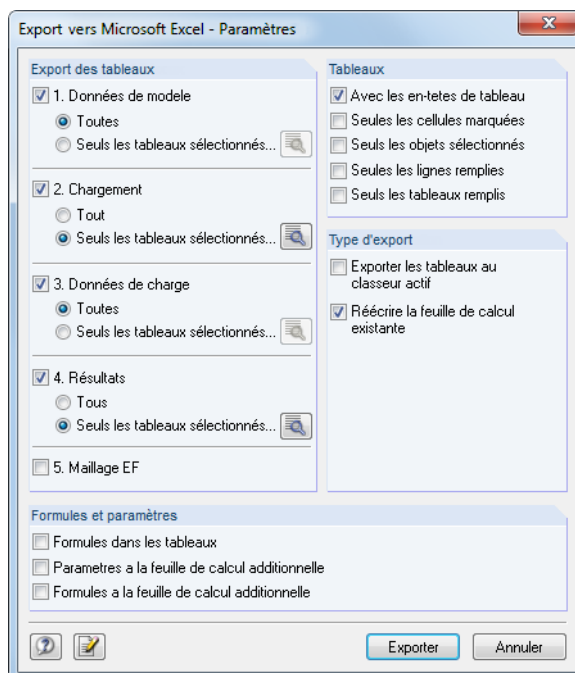 Export vers Microsoft Excel - Paramètres
Export des tableaux
1. Données de modele
Toutes
Seuls les tableaux sélectionnés...
2. Chargement
Tout
Seuls les tableaux sélectionnés...
3. Données de charge
Toutes
Seuls les tableaux sélectionnés...
4. Résultats
Tous
Seuls les tableaux sélectionnés...
5. Maillage EF
Tableaux
Avec les en-tetes de tableau
Seules les cellules marquées
Seuls les objets sélectionnés
Seules les lignes remplies
Seuls les tableaux remplis
Type d'export
Exporter les tableaux au
classeur actif
Réécrire la feuille de calcul
existante
Formules et paramètres
Formules dans les tableaux
Parametres a la feuille de calcul additionnelle
Formules a la feuille de calcul additionnelle
Exporter
Annuler